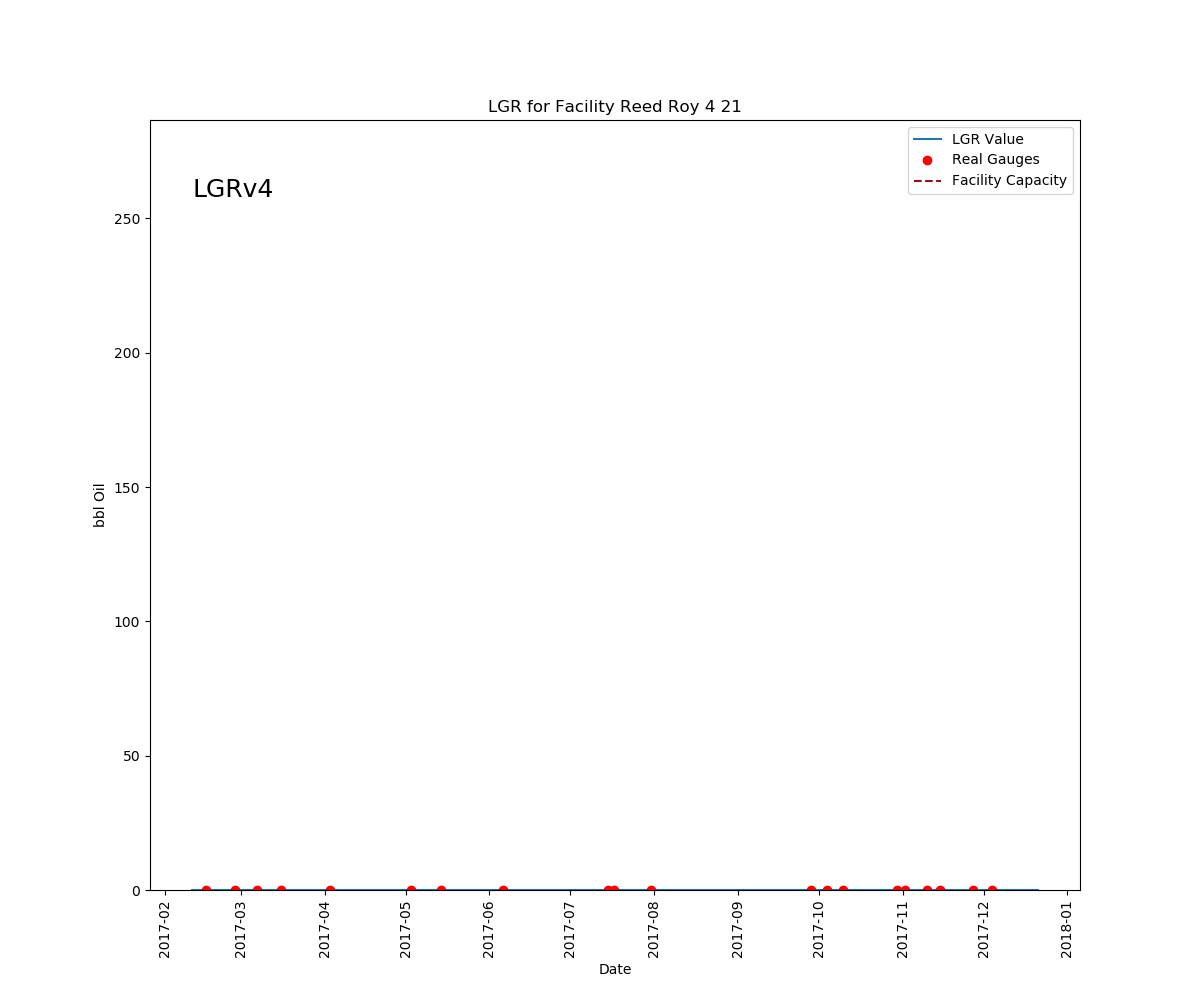 LGR for Facility Reed Roy 4 21
LGR Value
Real Gauges
Facility Capacity
LGRv4
250
200
150
100
50
0
bbl Oil
2017-02
2017-03
2017-04
2017-05
2017-06
2017-07
2017-08
2017-09
2017-10
2017-11
2017-12
2018-01
Date